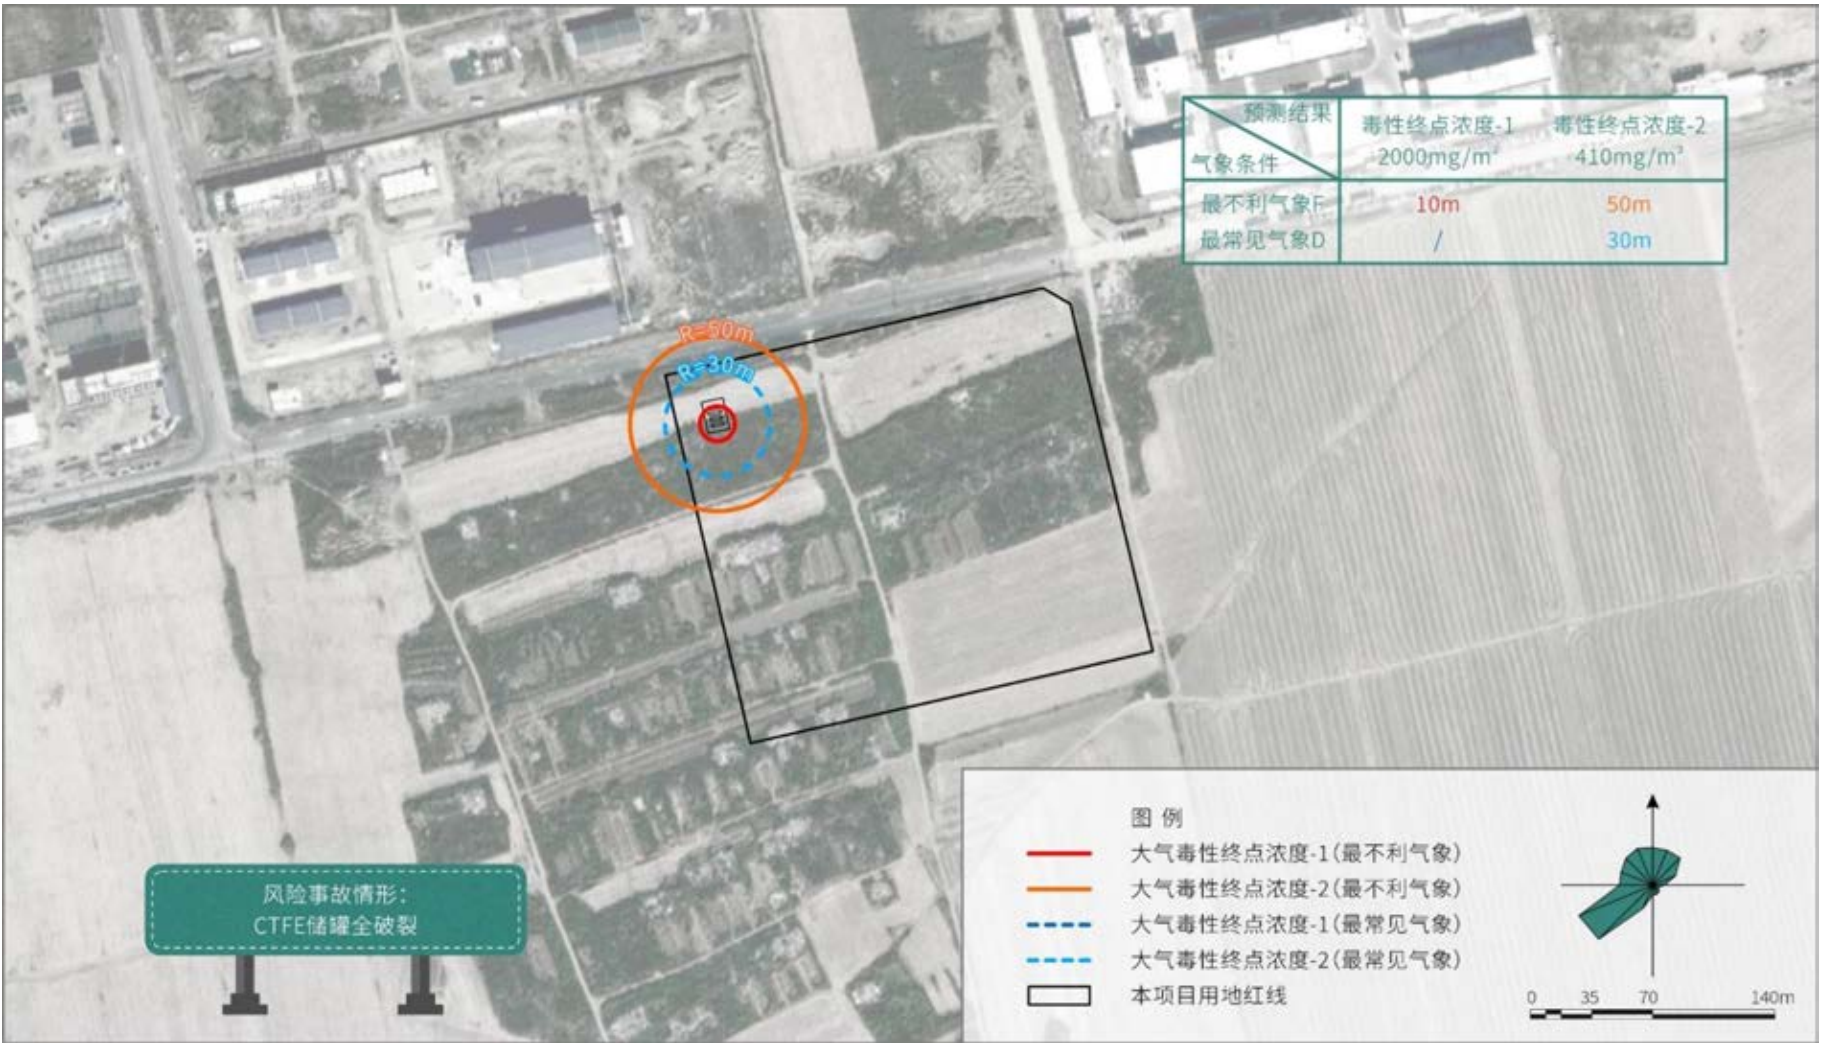 预测结果
气象条件
毒性终点浓度-1
2000mg/m³
毒性终点浓度-2
410mg/m³
最不利气象F 10m 50m
最常见气象D / 30m
R=50m
R=30m
风险事故情形：
CTFE储罐全破裂
图 例
大气毒性终点浓度-1(最不利气象)
大气毒性终点浓度-2(最不利气象)
大气毒性终点浓度-1(最常见气象)
大气毒性终点浓度-2(最常见气象)
本项目用地红线
0 35 70 140m